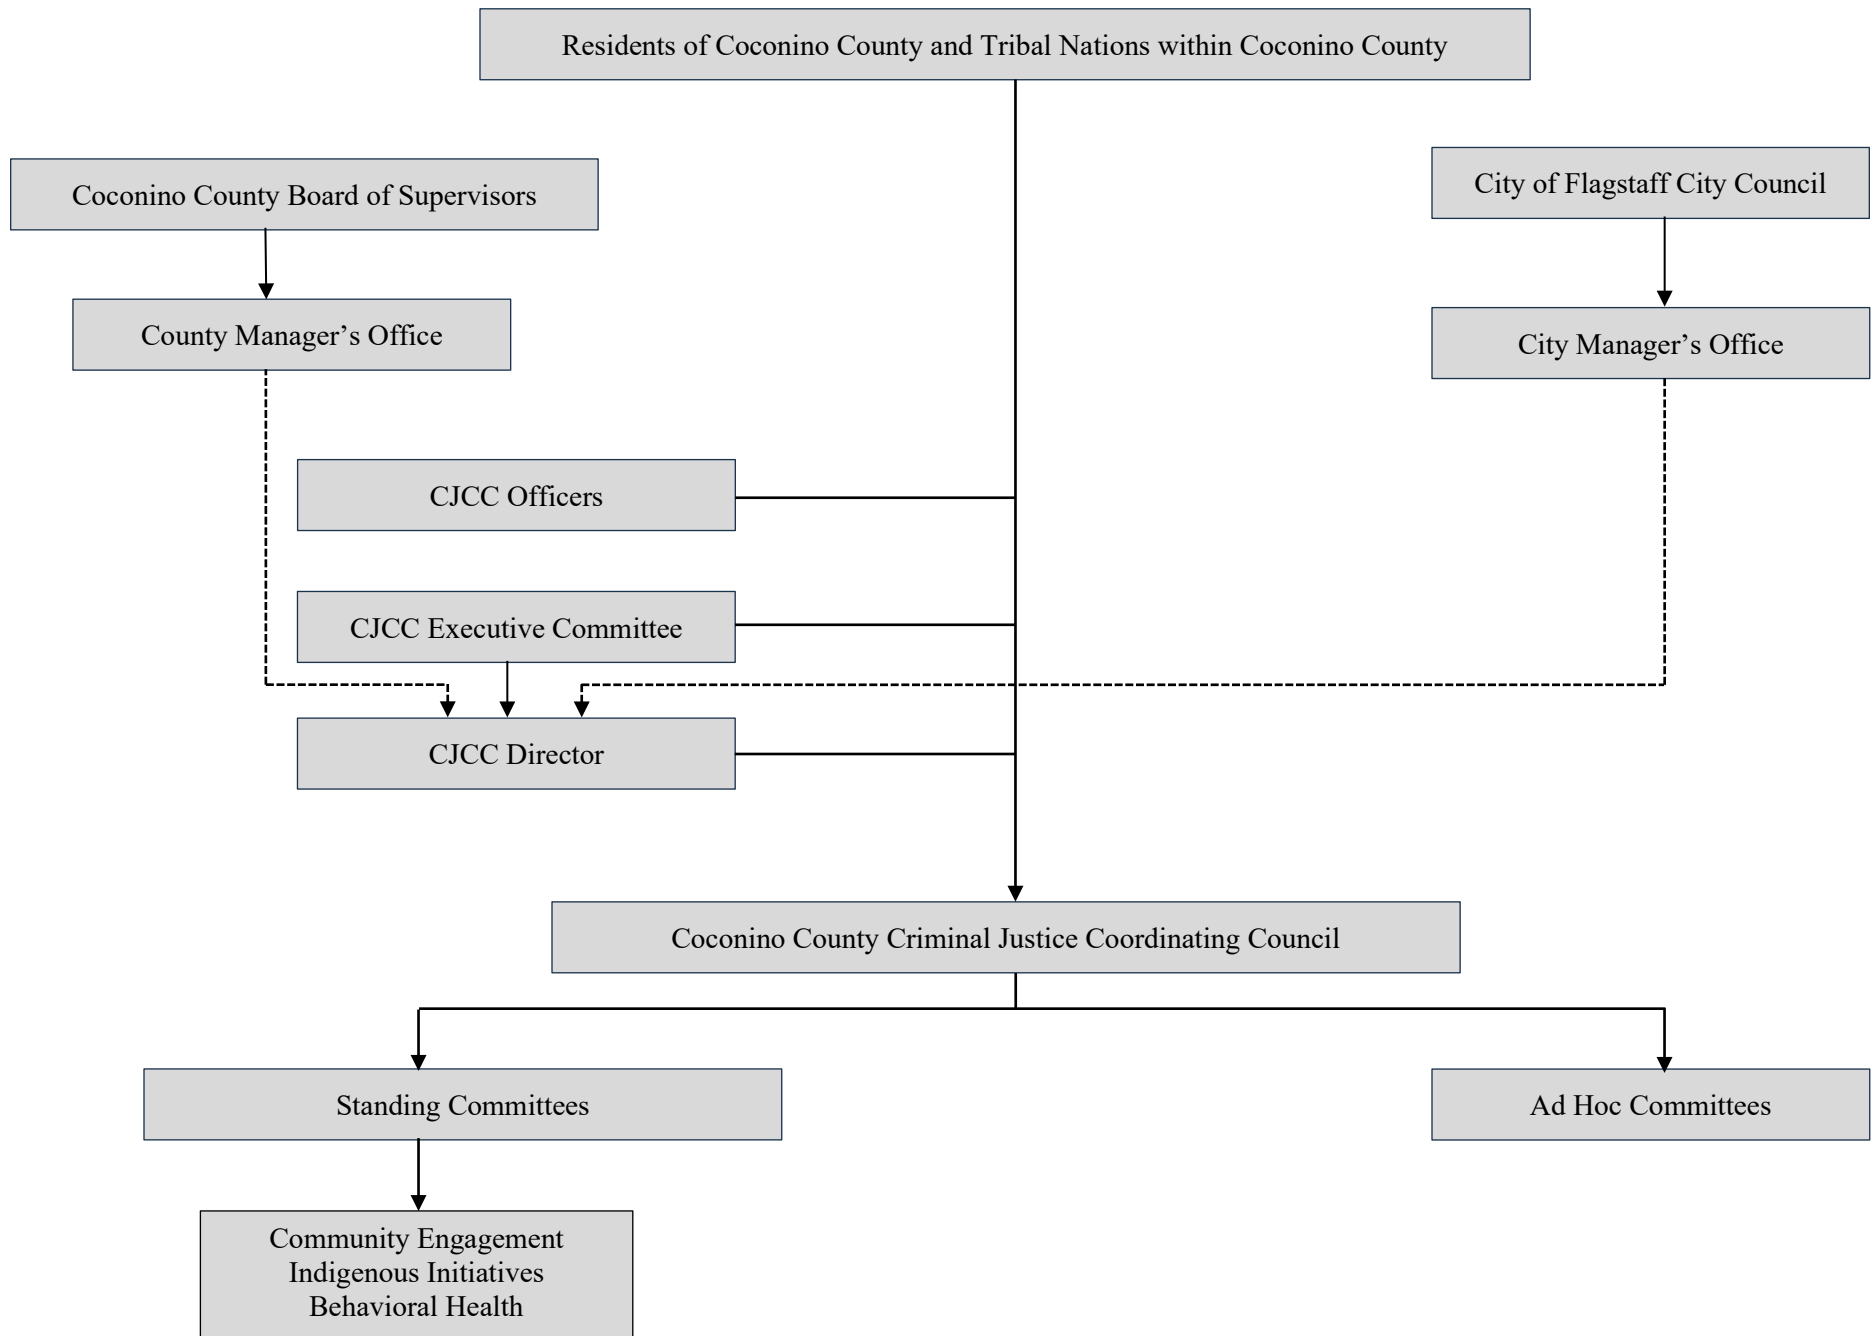 Residents of Coconino County and Tribal Nations within Coconino County
Coconino County Board of Supervisors
City of Flagstaff City Council
County Manager’s Office
City Manager’s Office
CJCC Officers
CJCC Executive Committee
CJCC Director
Coconino County Criminal Justice Coordinating Council
Standing Committees
Ad Hoc Committees
Community Engagement
Indigenous Initiatives
Behavioral Health